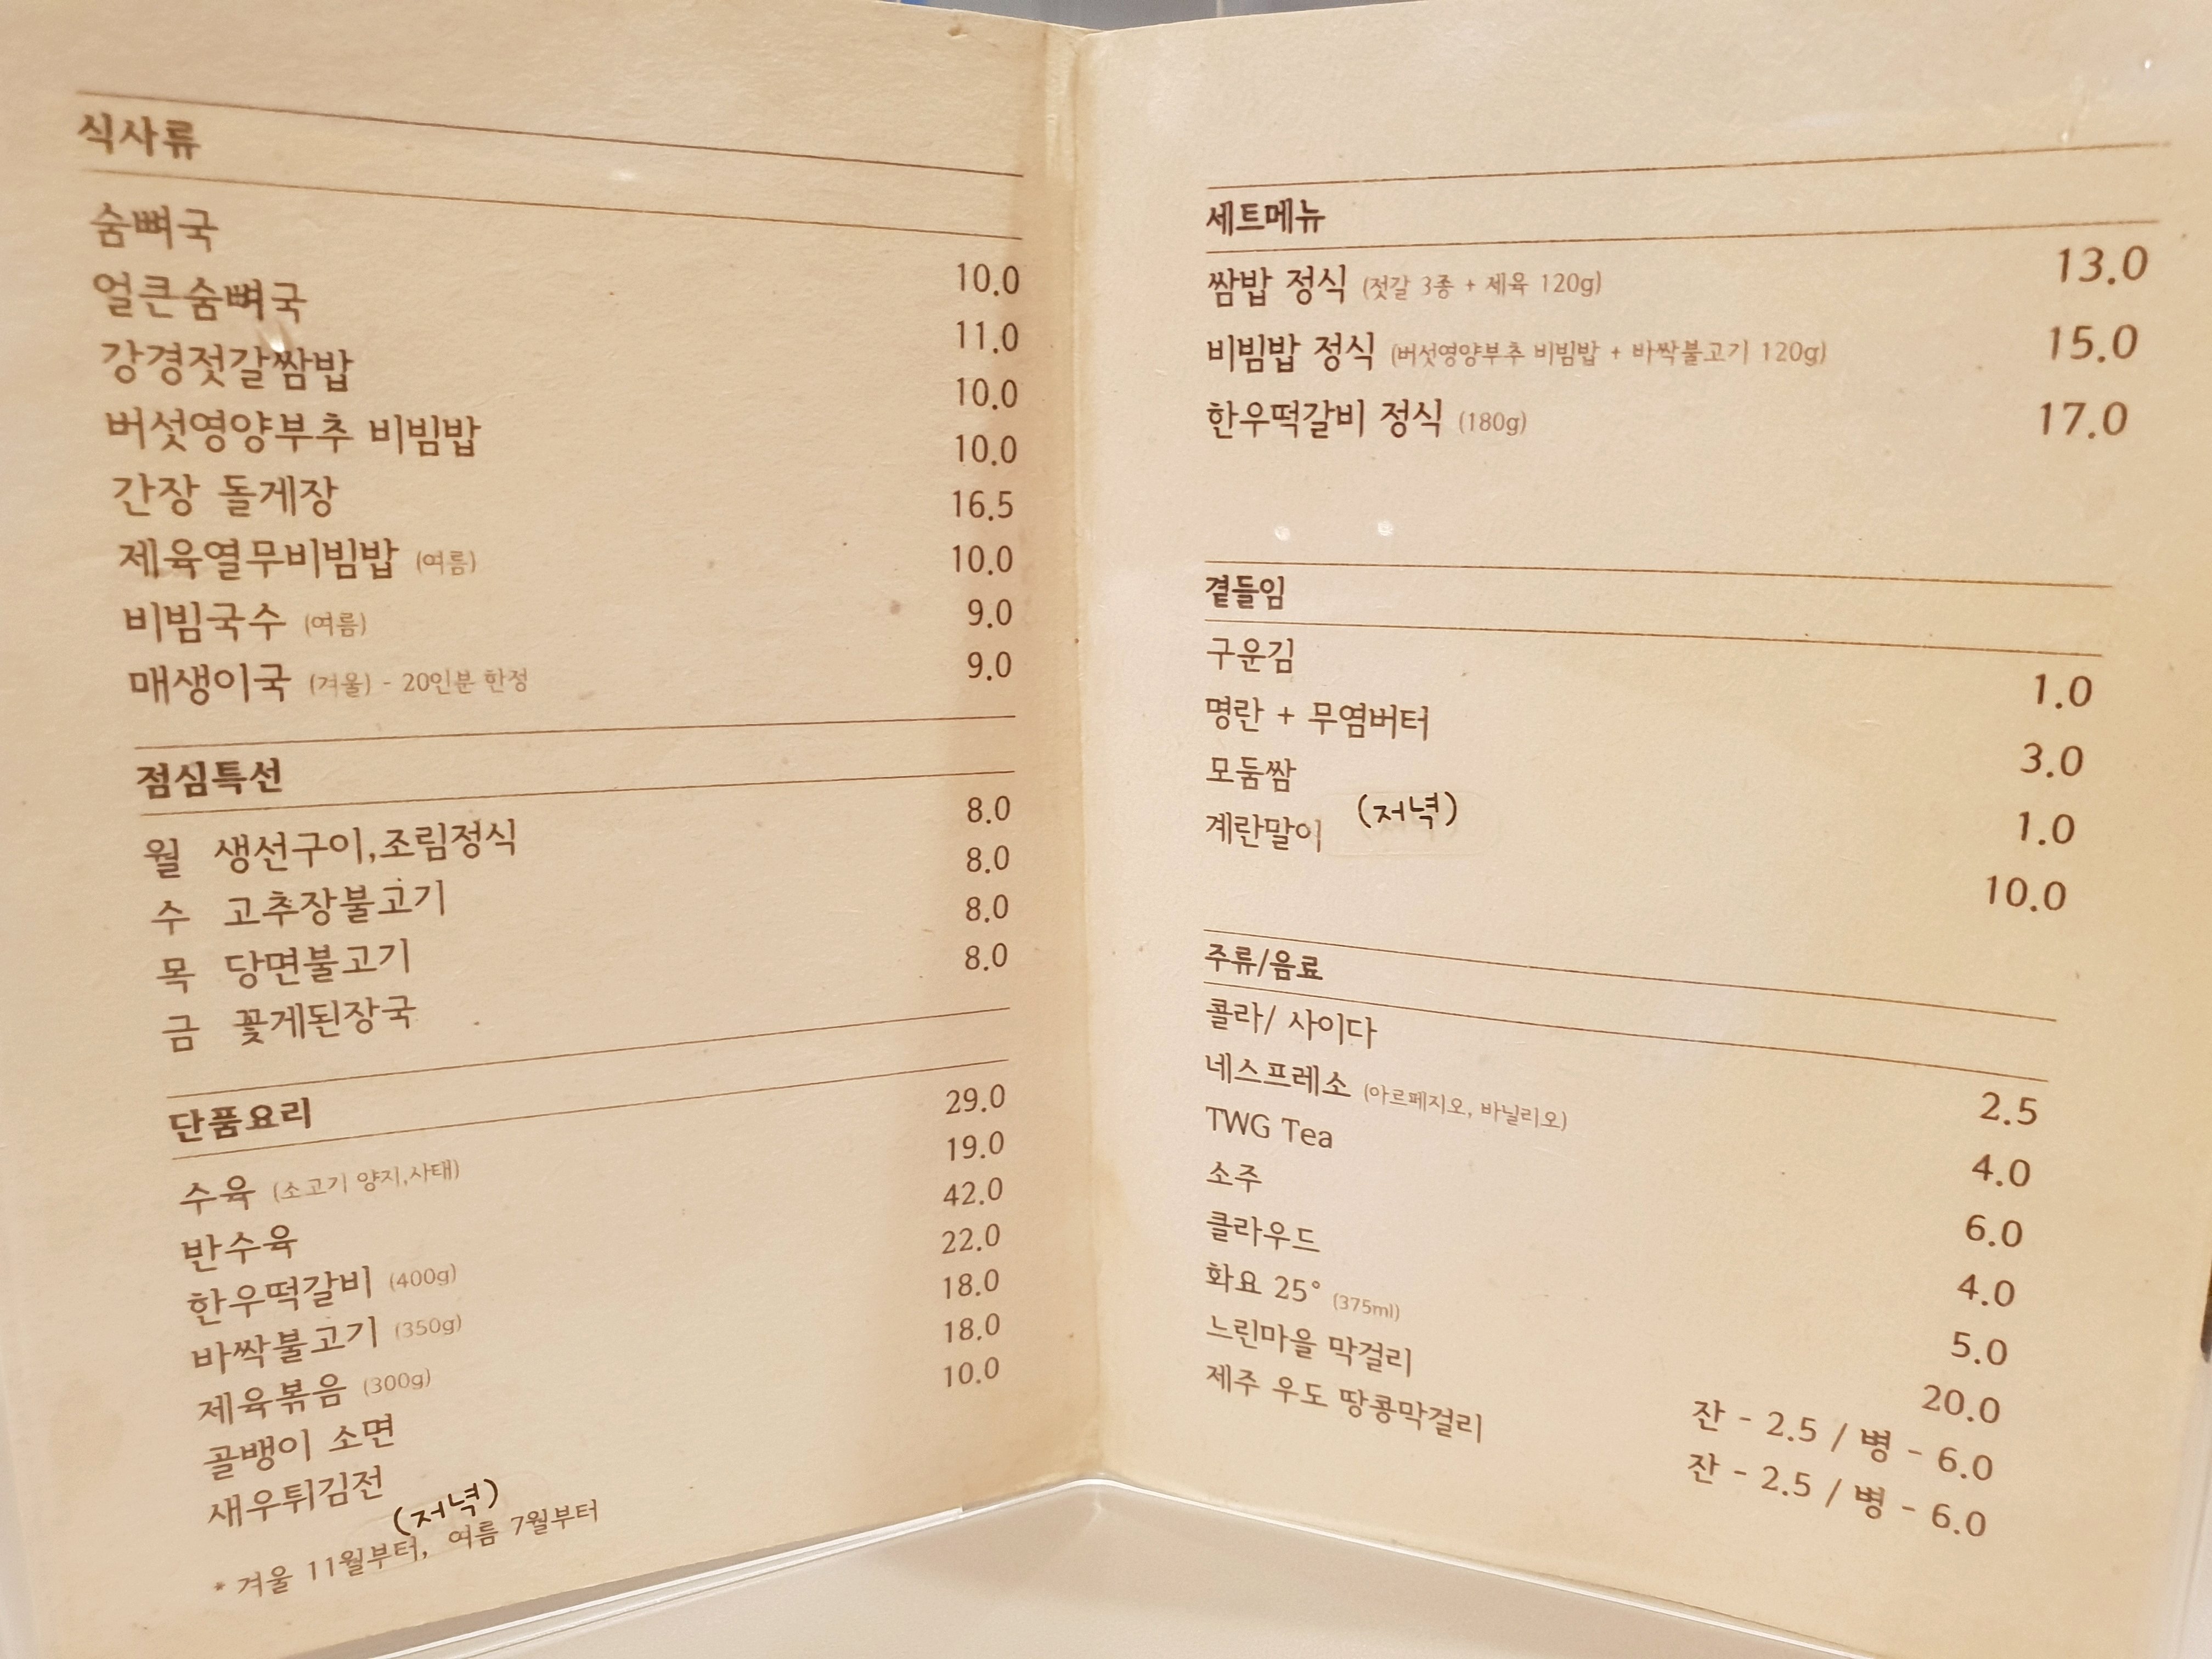 식사류
숨뼈국 10.0
얼큰숨뼈국 11.0
강경젓갈쌈밥 10.0
버섯영양부추 비빔밥 10.0
간장 돌게장 16.5
제육열무비빔밥 (여름) 10.0
비빔국수 (여름) 9.0
매생이국 (겨울) - 20인분 한정 9.0
점심특선
월 생선구이,조림정식 8.0
수 고추장불고기 8.0
목 당면불고기 8.0
금 꽃게된장국 8.0
단품요리
수육 (소고기 양지,사태) 29.0
반수육 19.0
한우떡갈비 (400g) 42.0
바싹불고기 (350g) 22.0
제육볶음 (300g) 18.0
골뱅이 소면 18.0
새우튀김전 (저녁) 10.0
* 겨울 11월부터, 여름 7월부터
세트메뉴
쌈밥 정식 (젓갈 3종 + 제육 120g) 13.0
비빔밥 정식 (버섯영양부추 비빔밥 + 바싹불고기 120g) 15.0
한우떡갈비 정식 (180g) 17.0
곁들임
구운김 1.0
명란 + 무염버터 3.0
모둠쌈 1.0
계란말이 (저녁) 10.0
주류/음료
콜라/ 사이다 2.5
네스프레소 (아르페지오, 바닐리오) 4.0
TWG Tea 6.0
소주 4.0
클라우드 5.0
화요 25° (375ml) 20.0
느린마을 막걸리 잔 - 2.5 / 병 - 6.0
제주 우도 땅콩막걸리 잔 - 2.5 / 병 - 6.0